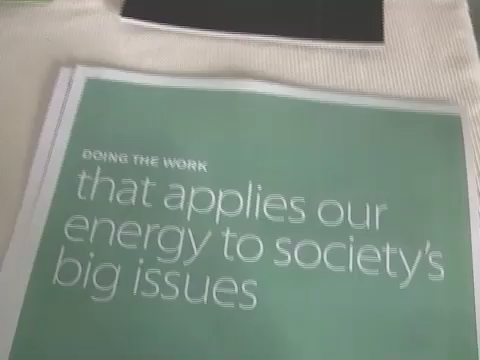 DOING THE WORK
that applies our
energy to society's
big issues